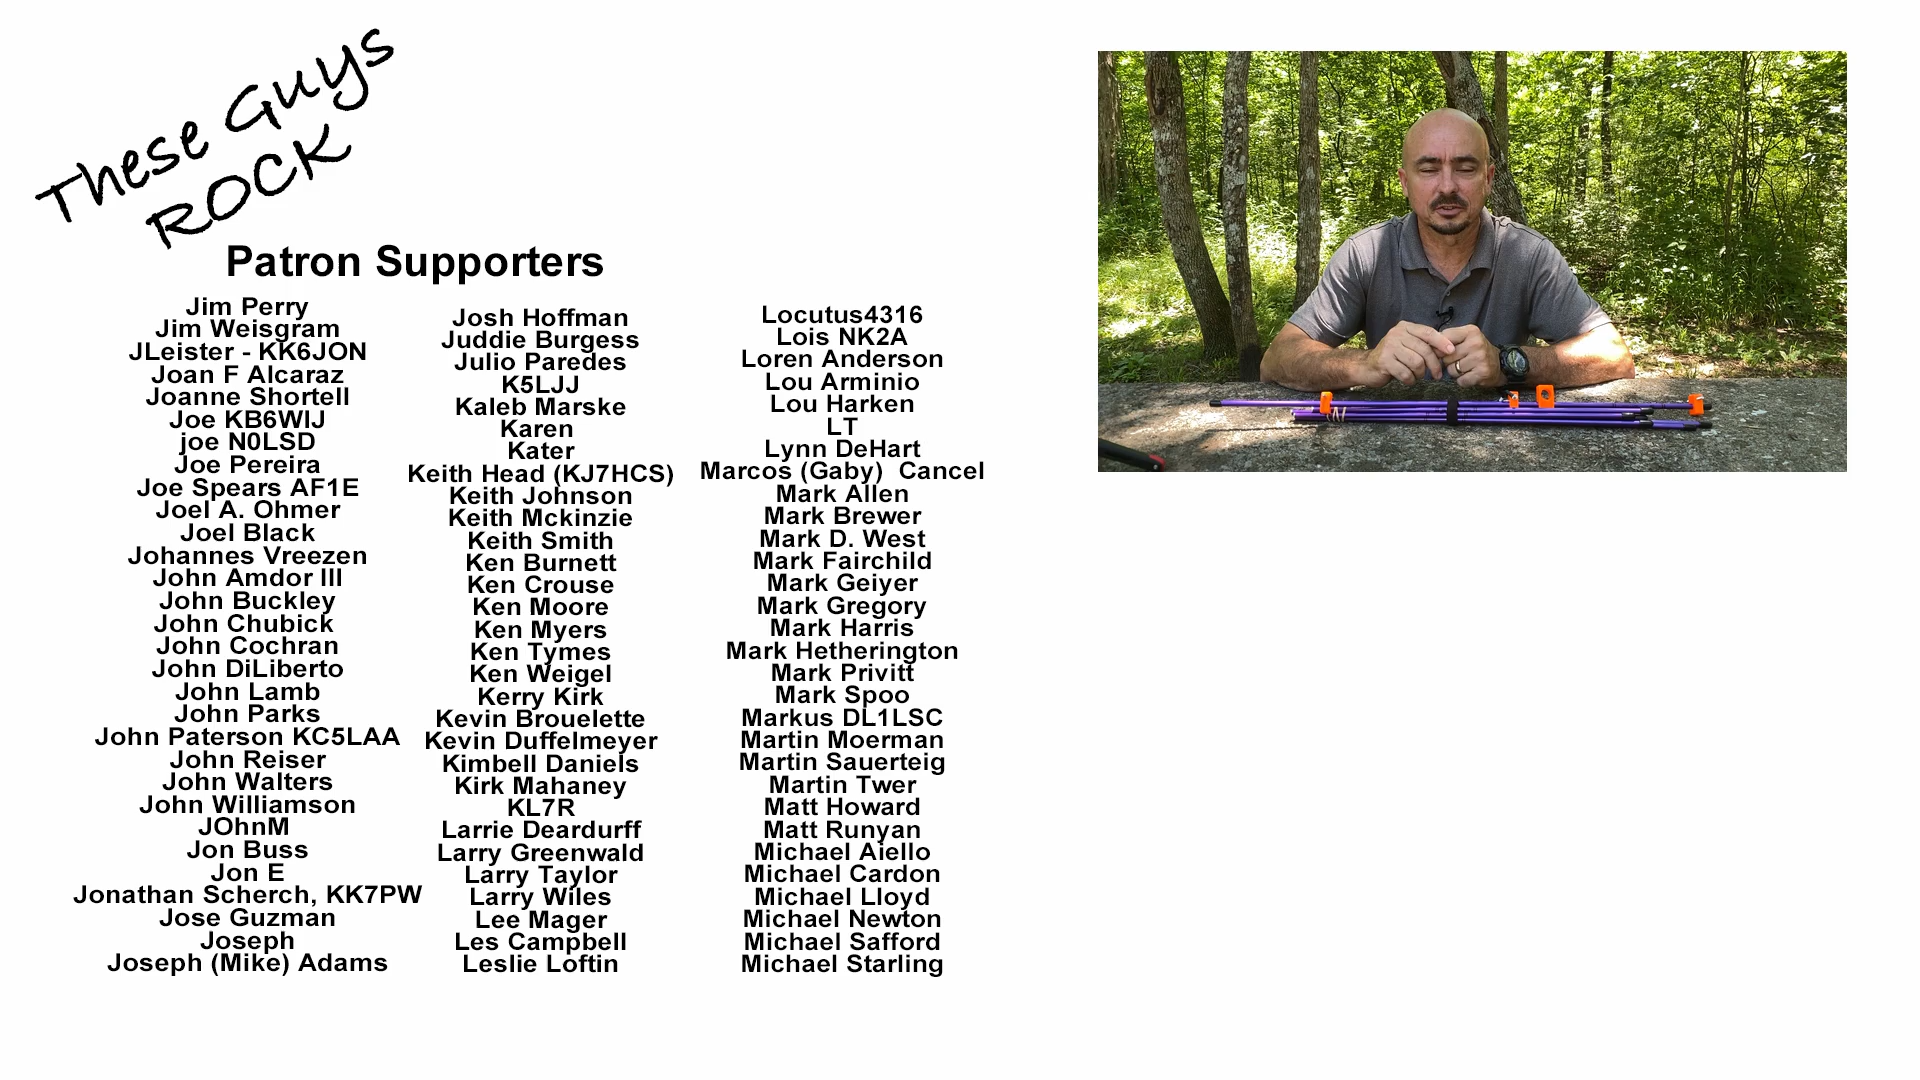 These Guys
ROCK
Patron Supporters
Jim Perry
Jim Weisgram
JLeister - KK6JON
Joan F Alcaraz
Joanne Shortell
Joe KB6WIJ
joe N0LSD
Joe Pereira
Joe Spears AF1E
Joel A. Ohmer
Joel Black
Johannes Vreezen
John Amdor III
John Buckley
John Chubick
John Cochran
John DiLiberto
John Lamb
John Parks
John Paterson KC5LAA
John Reiser
John Walters
John Williamson
JOhnM
Jon Buss
Jon E
Jonathan Scherch, KK7PW
Jose Guzman
Joseph
Joseph (Mike) Adams
Josh Hoffman
Juddie Burgess
Julio Paredes
K5LJJ
Kaleb Marske
Karen
Kater
Keith Head (KJ7HCS)
Keith Johnson
Keith Mckinzie
Keith Smith
Ken Burnett
Ken Crouse
Ken Moore
Ken Myers
Ken Tymes
Ken Weigel
Kerry Kirk
Kevin Brouelette
Kevin Duffelmeyer
Kimbell Daniels
Kirk Mahaney
KL7R
Larrie Deardurff
Larry Greenwald
Larry Taylor
Larry Wiles
Lee Mager
Les Campbell
Leslie Loftin
Locutus4316
Lois NK2A
Loren Anderson
Lou Arminio
Lou Harken
LT
Lynn DeHart
Marcos (Gaby)  Cancel
Mark Allen
Mark Brewer
Mark D. West
Mark Fairchild
Mark Geiyer
Mark Gregory
Mark Harris
Mark Hetherington
Mark Privitt
Mark Spoo
Markus DL1LSC
Martin Moerman
Martin Sauerteig
Martin Twer
Matt Howard
Matt Runyan
Michael Aiello
Michael Cardon
Michael Lloyd
Michael Newton
Michael Safford
Michael Starling